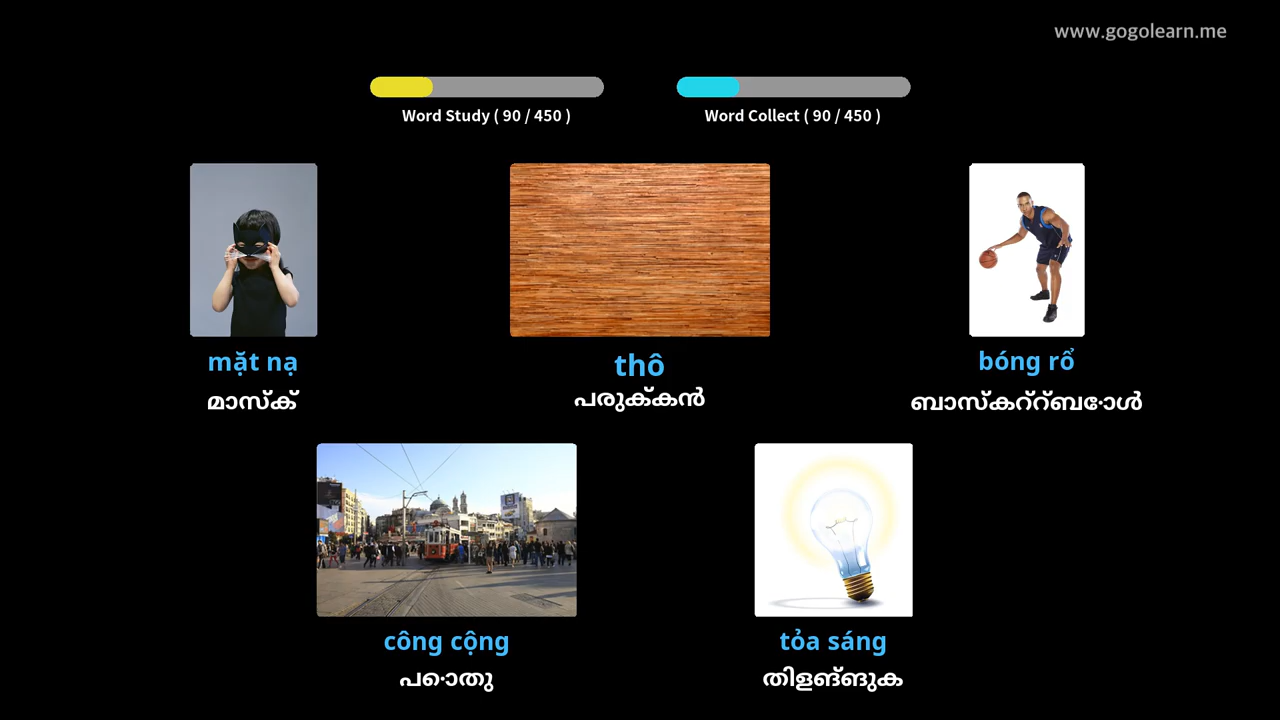 www.gogolearn.me
Word Study ( 90 / 450 )
Word Collect ( 90 / 450 )
mặt nạ
മാസ്ക്
thô
പരുക്കൻ
bóng rổ
ബാസ്കറ്റ്ബോൾ
công cộng
പൊതു
tỏa sáng
തിളങ്ങുക